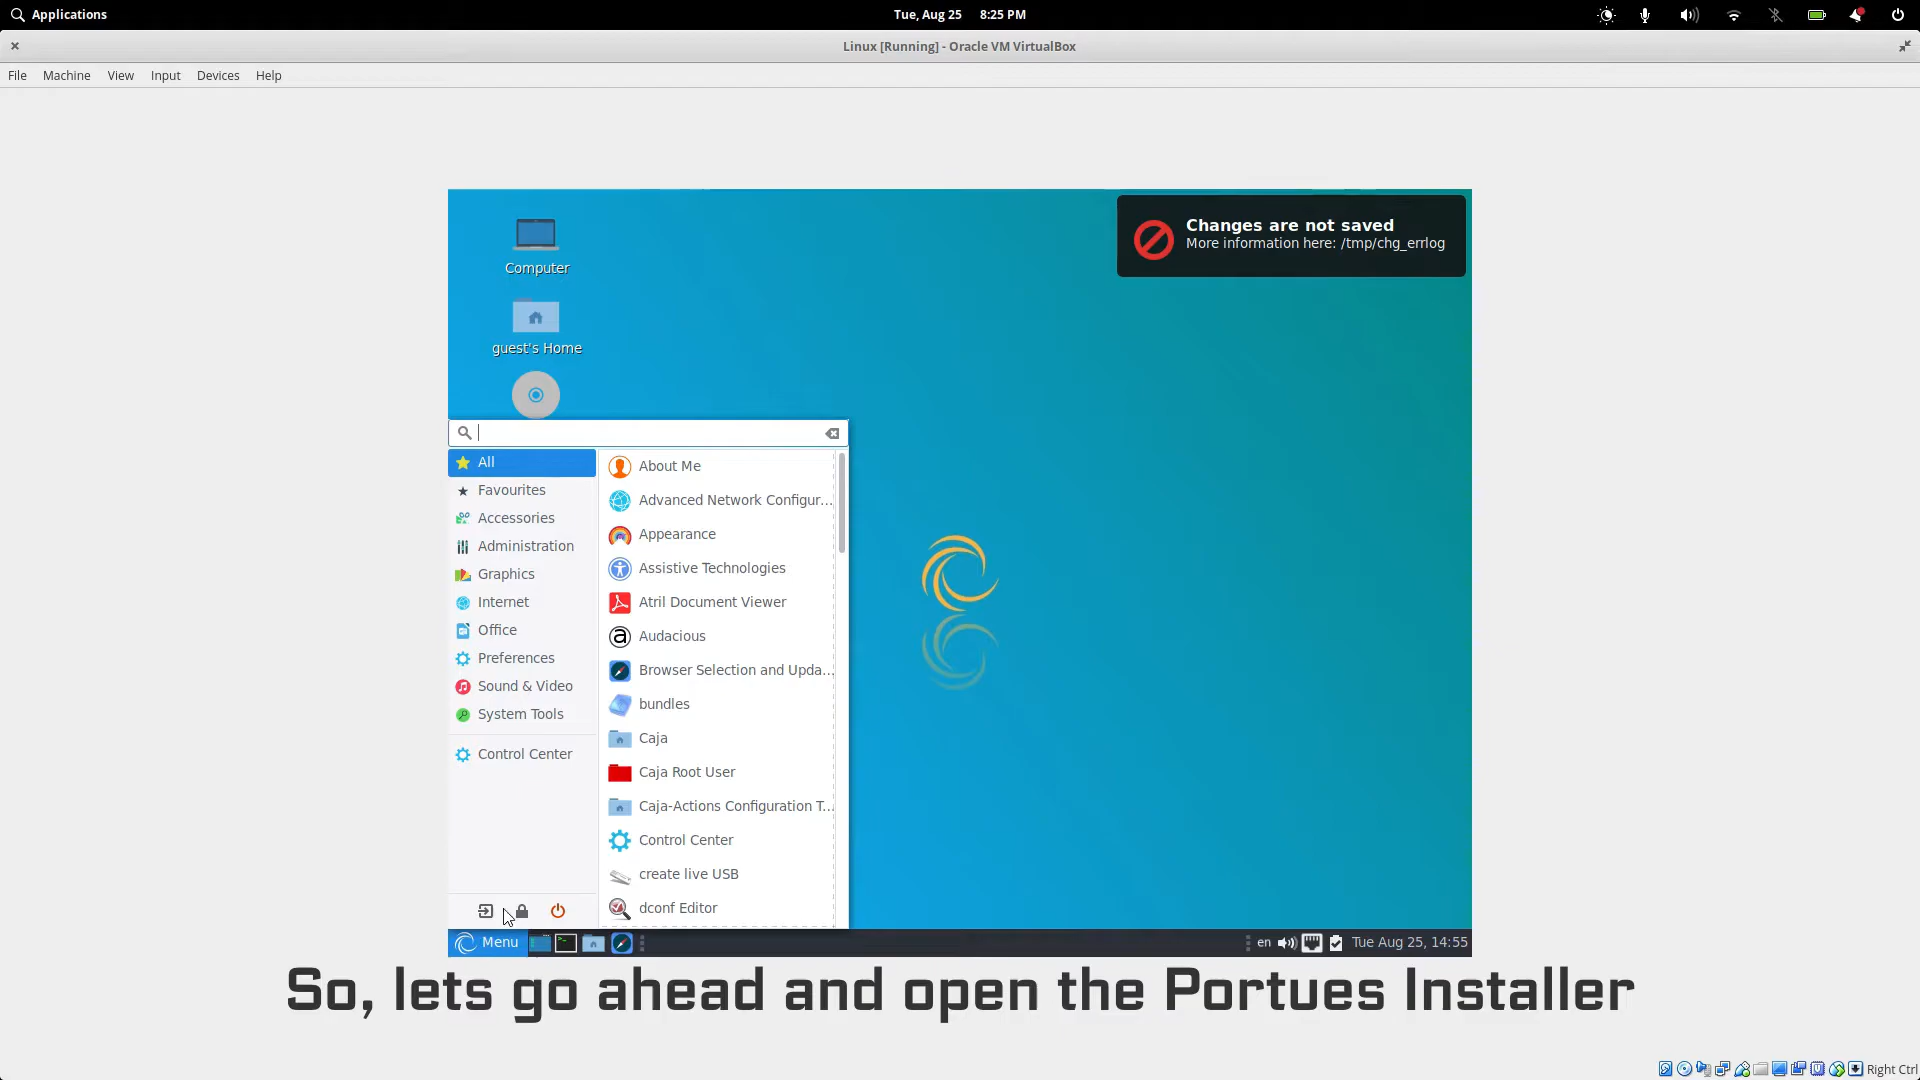 Applications
Tue, Aug 25 8:25 PM
Linux [Running] - Oracle VM VirtualBox
File Machine View Input Devices Help
Changes are not saved
More information here: /tmp/chg_errlog
Computer
guest's Home
All
Favourites
Accessories
Administration
Graphics
Internet
Office
Preferences
Sound & Video
System Tools
Control Center
About Me
Advanced Network Configur...
Appearance
Assistive Technologies
Atril Document Viewer
Audacious
Browser Selection and Upda...
bundles
Caja
Caja Root User
Caja-Actions Configuration T...
Control Center
create live USB
dconf Editor
Menu
en
Tue Aug 25, 14:55
So, lets go ahead and open the Portues Installer
Right Ctrl